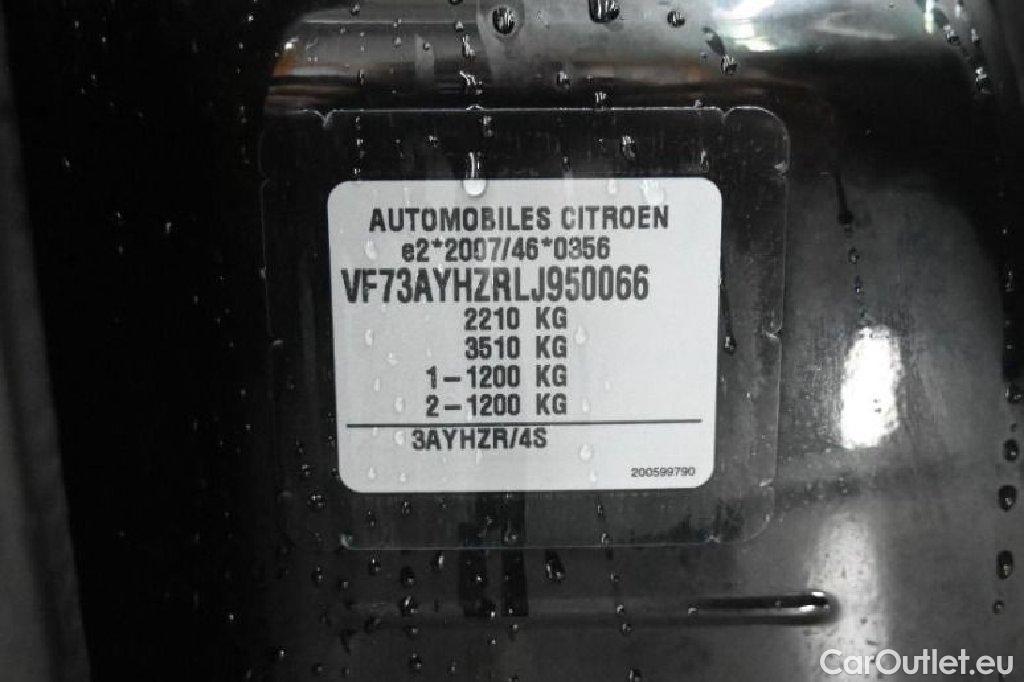 AUTOMOBILES CITROEN
e2*2007/46*0356
VF73AYHZRLJ950066
2210 KG
3510 KG
1-1200 KG
2-1200 KG
3AYHZR/4S
200599790
CarOutlet.eu